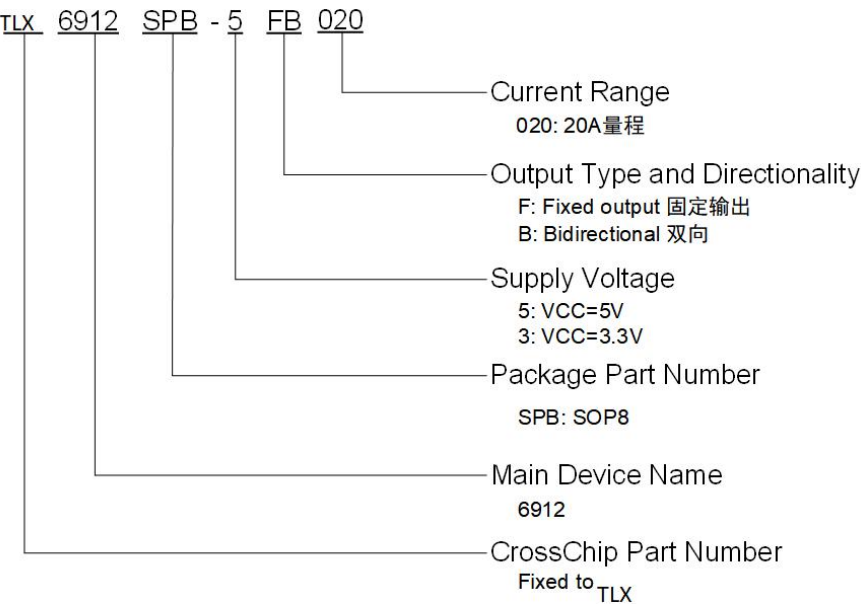 TLX 6912 SPB - 5 FB 020
Current Range
020: 20A量程
Output Type and Directionality
F: Fixed output 固定输出
B: Bidirectional 双向
Supply Voltage
5: VCC=5V
3: VCC=3.3V
Package Part Number
SPB: SOP8
Main Device Name
6912
CrossChip Part Number
Fixed to TLX